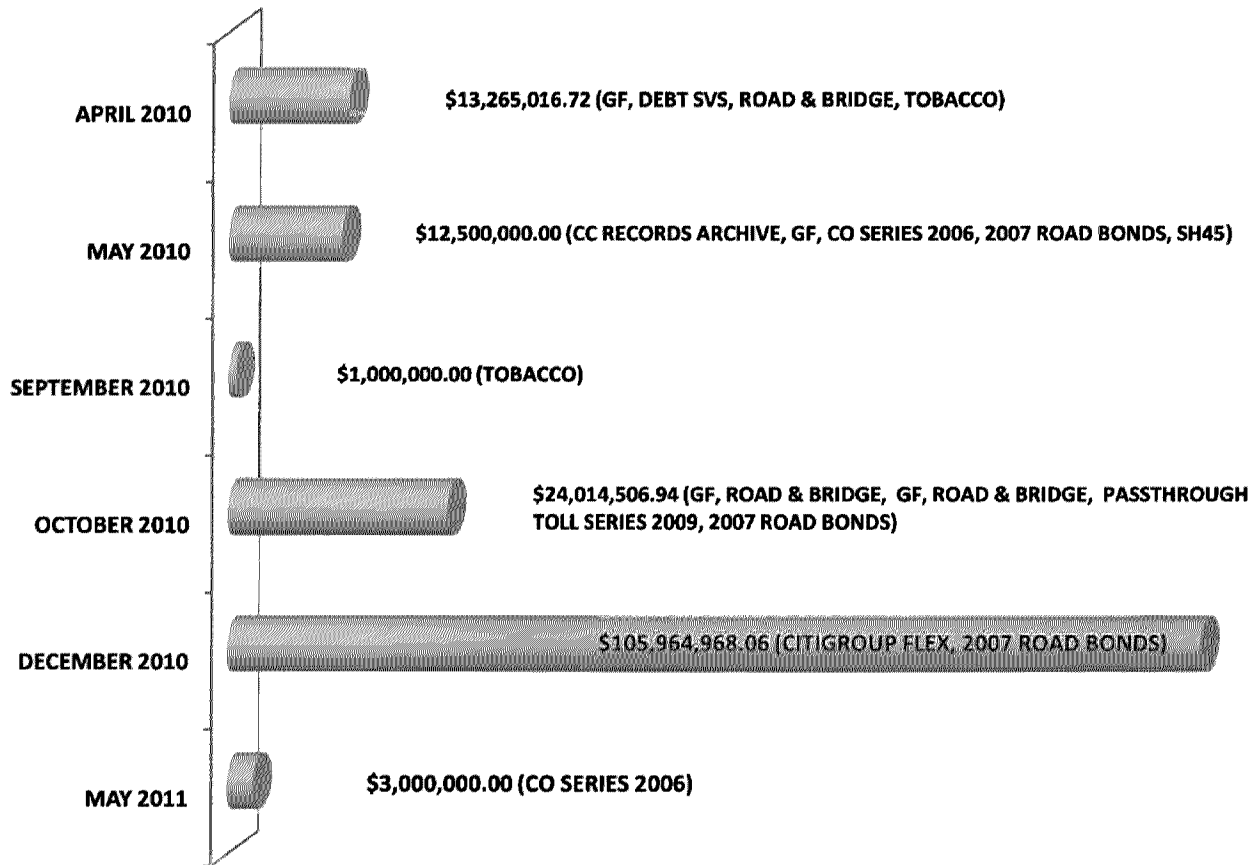 APRIL 2010
$13,265,016.72 (GF, DEBT SVS, ROAD & BRIDGE, TOBACCO)
MAY 2010
$12,500,000.00 (CC RECORDS ARCHIVE, GF, CO SERIES 2006, 2007 ROAD BONDS, SH45)
SEPTEMBER 2010
$1,000,000.00 (TOBACCO)
OCTOBER 2010
$24,014,506.94 (GF, ROAD & BRIDGE, GF, ROAD & BRIDGE, PASSTHROUGH
TOLL SERIES 2009, 2007 ROAD BONDS)
DECEMBER 2010
$105,964,968.06 (CITIGROUP FLEX, 2007 ROAD BONDS)
MAY 2011
$3,000,000.00 (CO SERIES 2006)